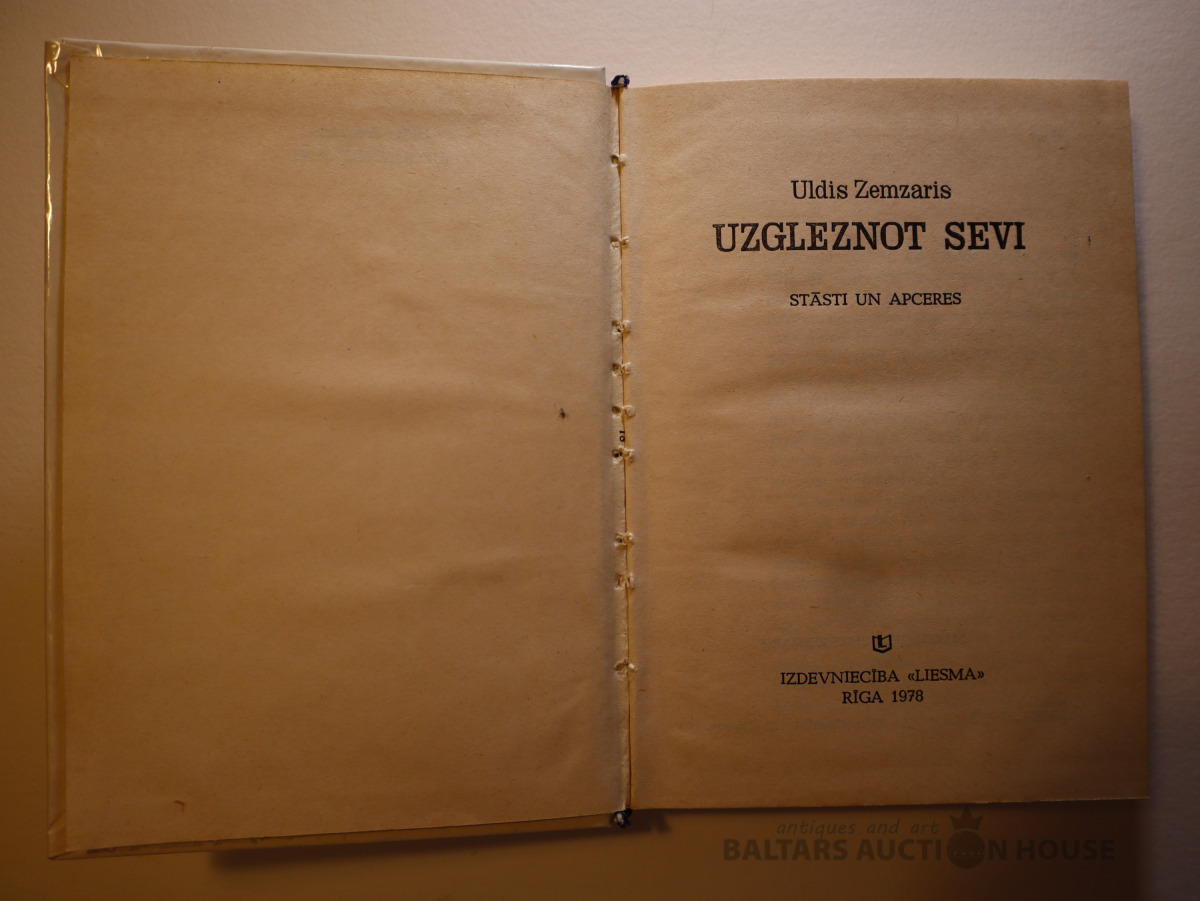 Uldis Zemzaris
UZGLEZNOT SEVI
STĀSTI UN APCERES
L
IZDEVNIECĪBA «LIESMA»
RĪGA 1978
antiques and art
BALTARS AUCTION HOUSE